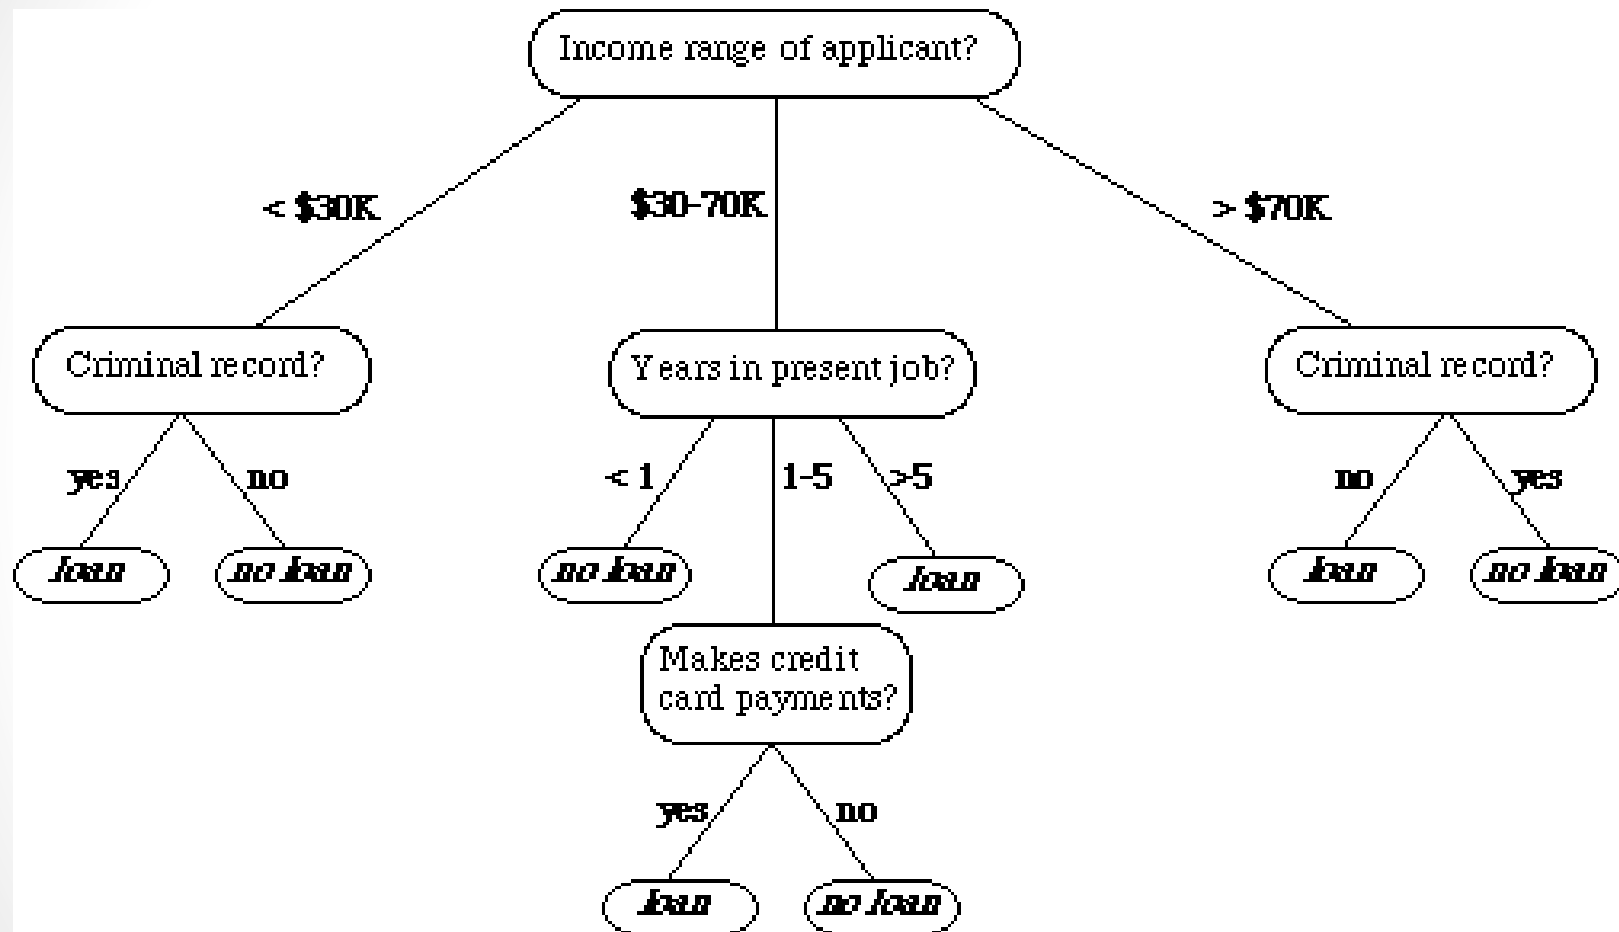 Income range of applicant?
< $30K
$30-70K
> $70K
Criminal record?
Years in present job?
Criminal record?
yes
no
< 1
1-5
>5
no
yes
loan
no loan
no loan
loan
loan
no loan
Makes credit
card payments?
yes
no
loan
no loan